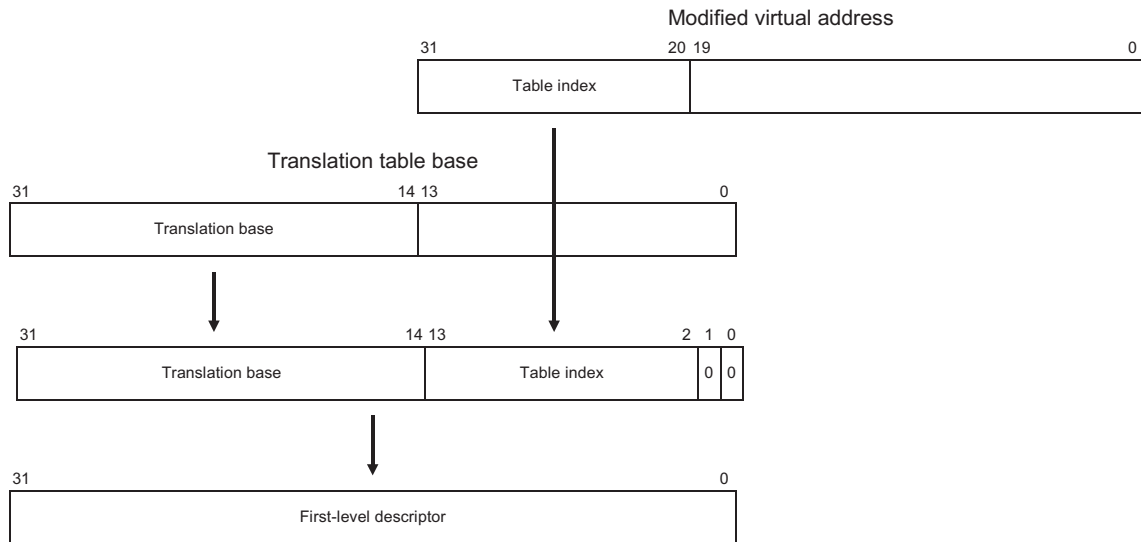 Modified virtual address
31 20 19 0
Table index
Translation table base
31 14 13 0
Translation base
31 14 13 2 1 0
Translation base Table index 0 0
31 0
First-level descriptor